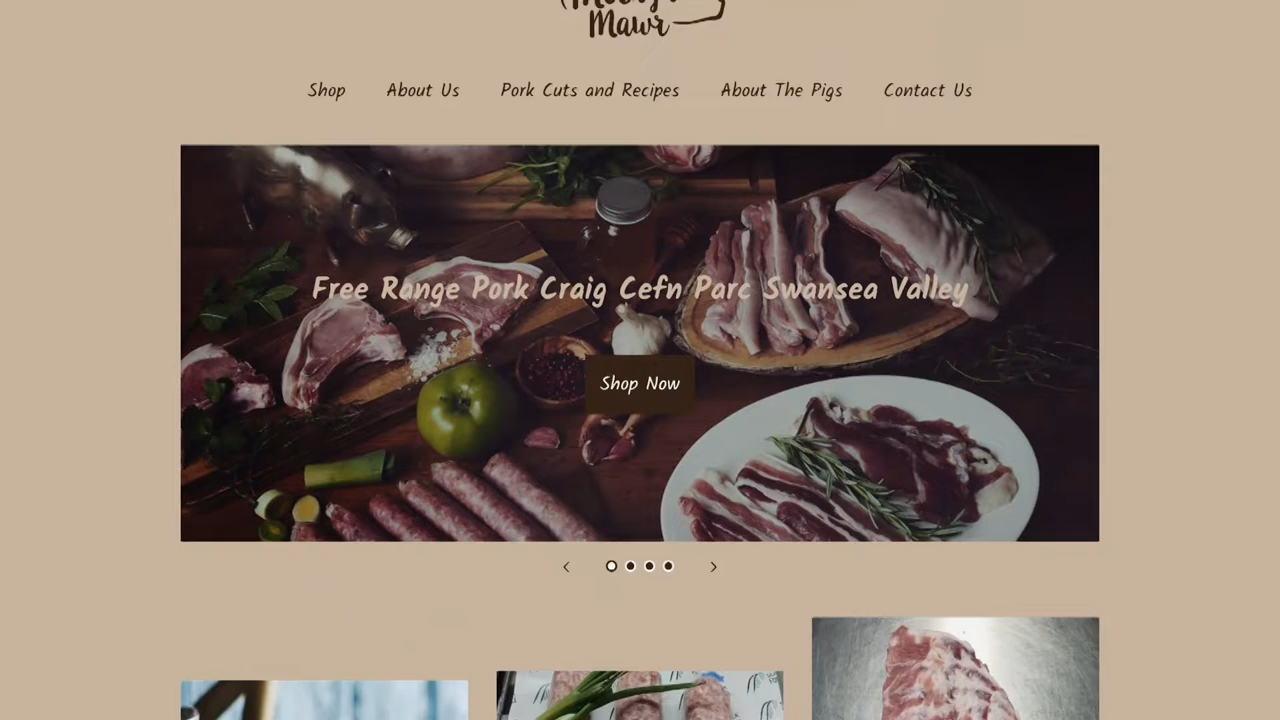 Mawr
Shop About Us Pork Cuts and Recipes About The Pigs Contact Us
Free Range Pork Craig Cefn Parc Swansea Valley
Shop Now